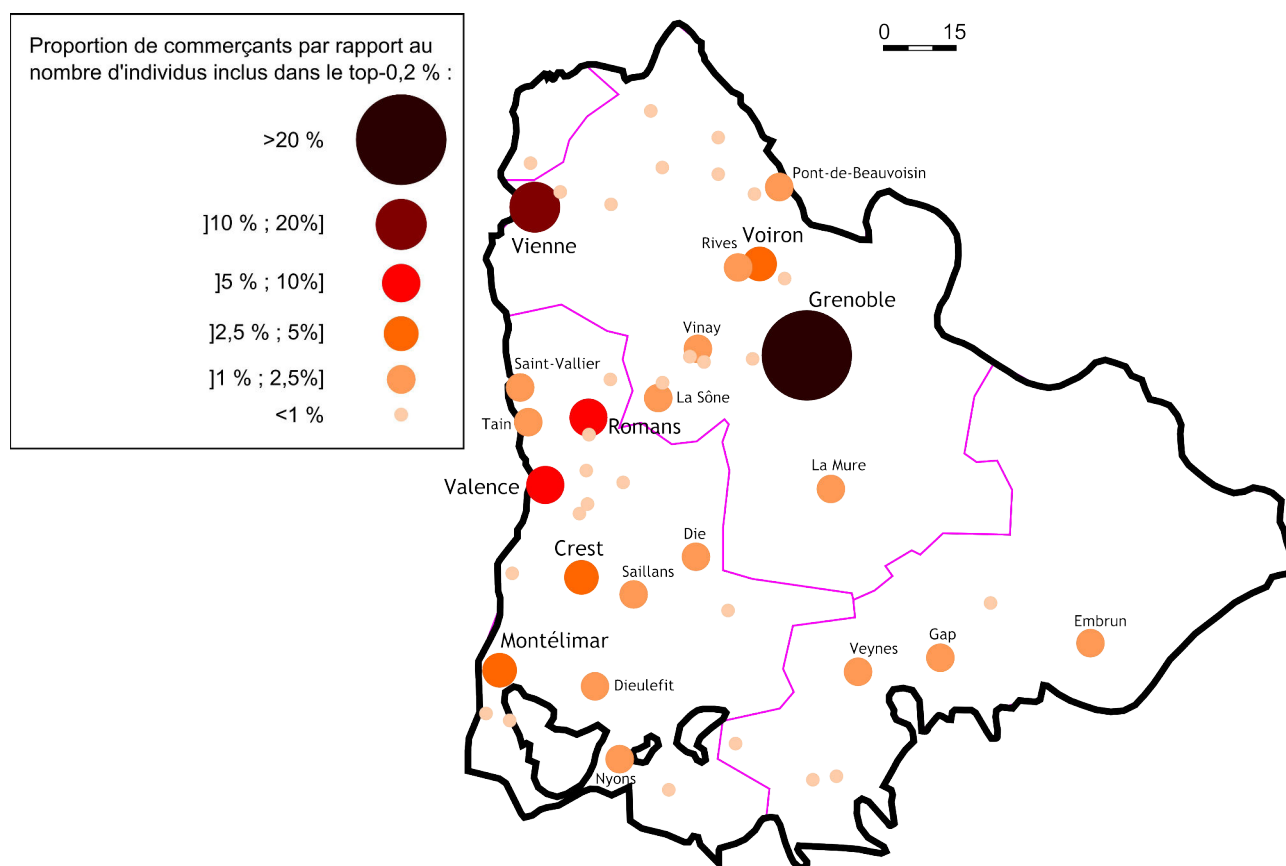 Proportion de commerçants par rapport au
nombre d'individus inclus dans le top-0,2 % :
>20 %
]10 % ; 20%]
]5 % ; 10%]
]2,5 % ; 5%]
]1 % ; 2,5%]
<1 %
0 15
Pont-de-Beauvoisin
Vienne
Voiron
Rives
Grenoble
Vinay
Saint-Vallier
La Sône
Tain
Romans
La Mure
Valence
Die
Crest
Saillans
Embrun
Gap
Montélimar
Veynes
Dieulefit
Nyons